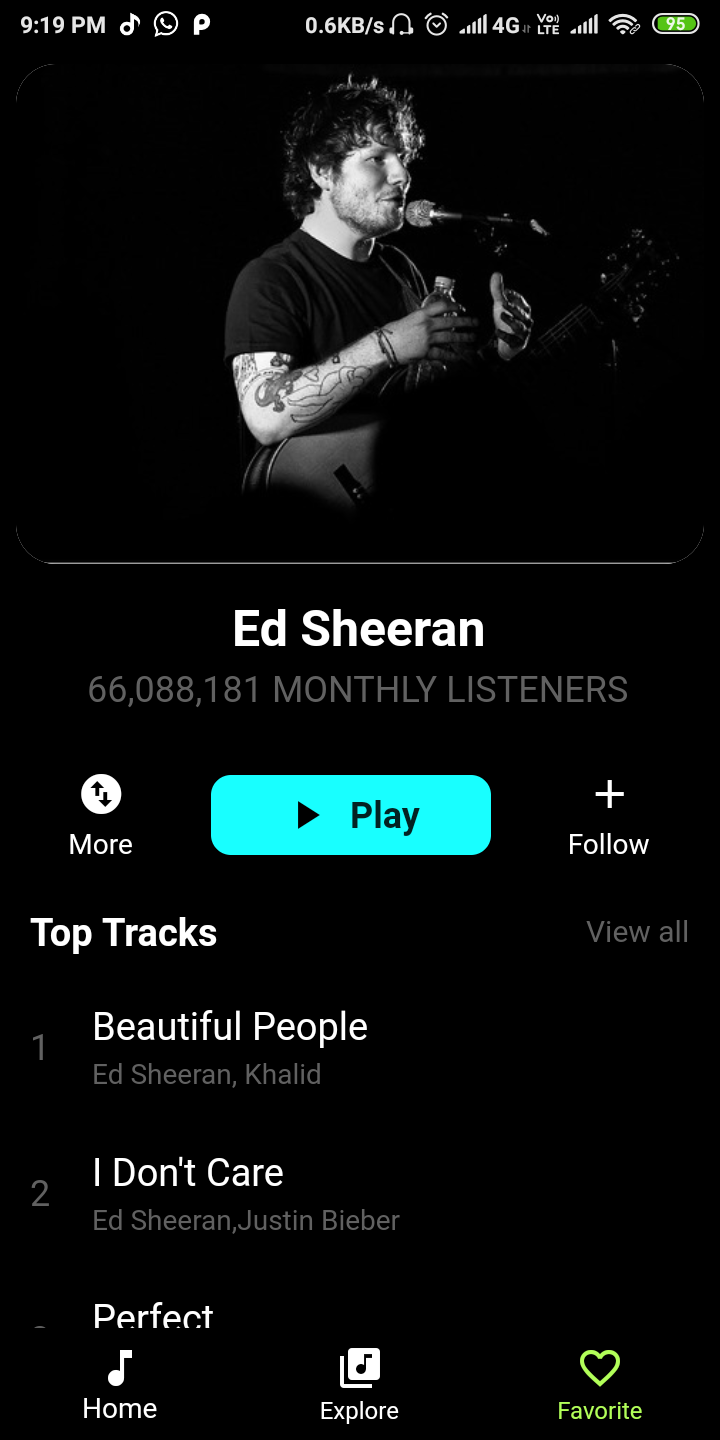 9:19 PM 0.6KB/s 4G Vo) LTE 95
Ed Sheeran
66,088,181 MONTHLY LISTENERS
More
Play
Follow
Top Tracks
View all
1
Beautiful People
Ed Sheeran, Khalid
2
I Don't Care
Ed Sheeran,Justin Bieber
Perfect
Home
Explore
Favorite